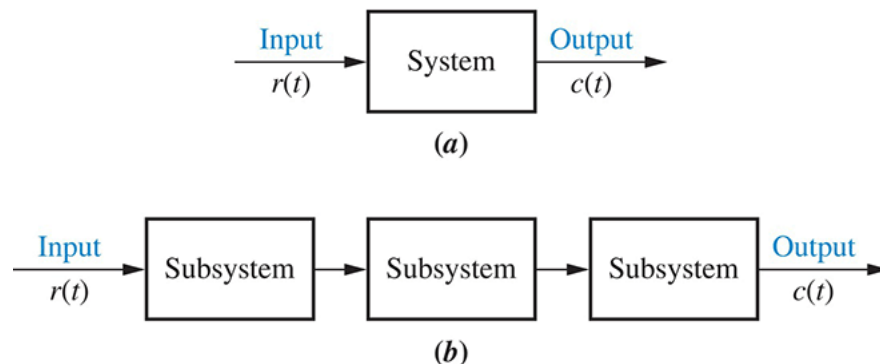 Input Output
System
r(t) c(t)
(a)
Input Output
Subsystem Subsystem Subsystem
r(t) c(t)
(b)